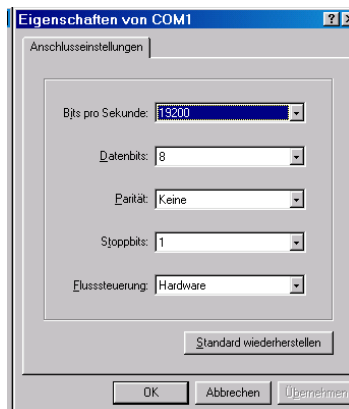 Eigenschaften von COM1
Anschlusseinstellungen
Bits pro Sekunde: 19200
Datenbits: 8
Parität: Keine
Stoppbits: 1
Flusssteuerung: Hardware
Standard wiederherstellen
OK Abbrechen Übernehmen